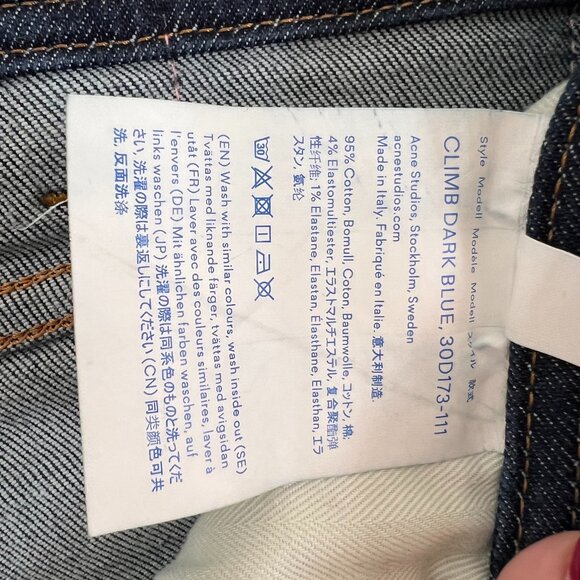 Style Modell Modèle Modell スタイル 款式
CLIMB DARK BLUE, 30D173-111
Acne Studios, Stockholm, Sweden
acnestudios.com
Made in Italy. Fabriqué en Italy. 意大利制造.
95% Cotton, Bomull, Coton, Baumwolle, コットン, 棉;
4% Elastomultiester, エラストマルチエステル, 复合聚酯弹
性纤维; 1% Elastane, Elastan, Élasthane, Elasthan, エラ
スタン, 氨纶
30
(EN) Wash with similar colours, wash inside out (SE)
Tvättas med liknande färger, tvättas med avigsidan
utåt (FR) Laver avec des couleurs similaires, laver à
l'envers (DE) Mit ähnlichen farben waschen, auf
links waschen (JP) 洗濯の際は同系色のものと洗ってくだ
さい, 洗濯の際は裏返しにしてください (CN) 同类颜色可共
洗, 反面洗涤